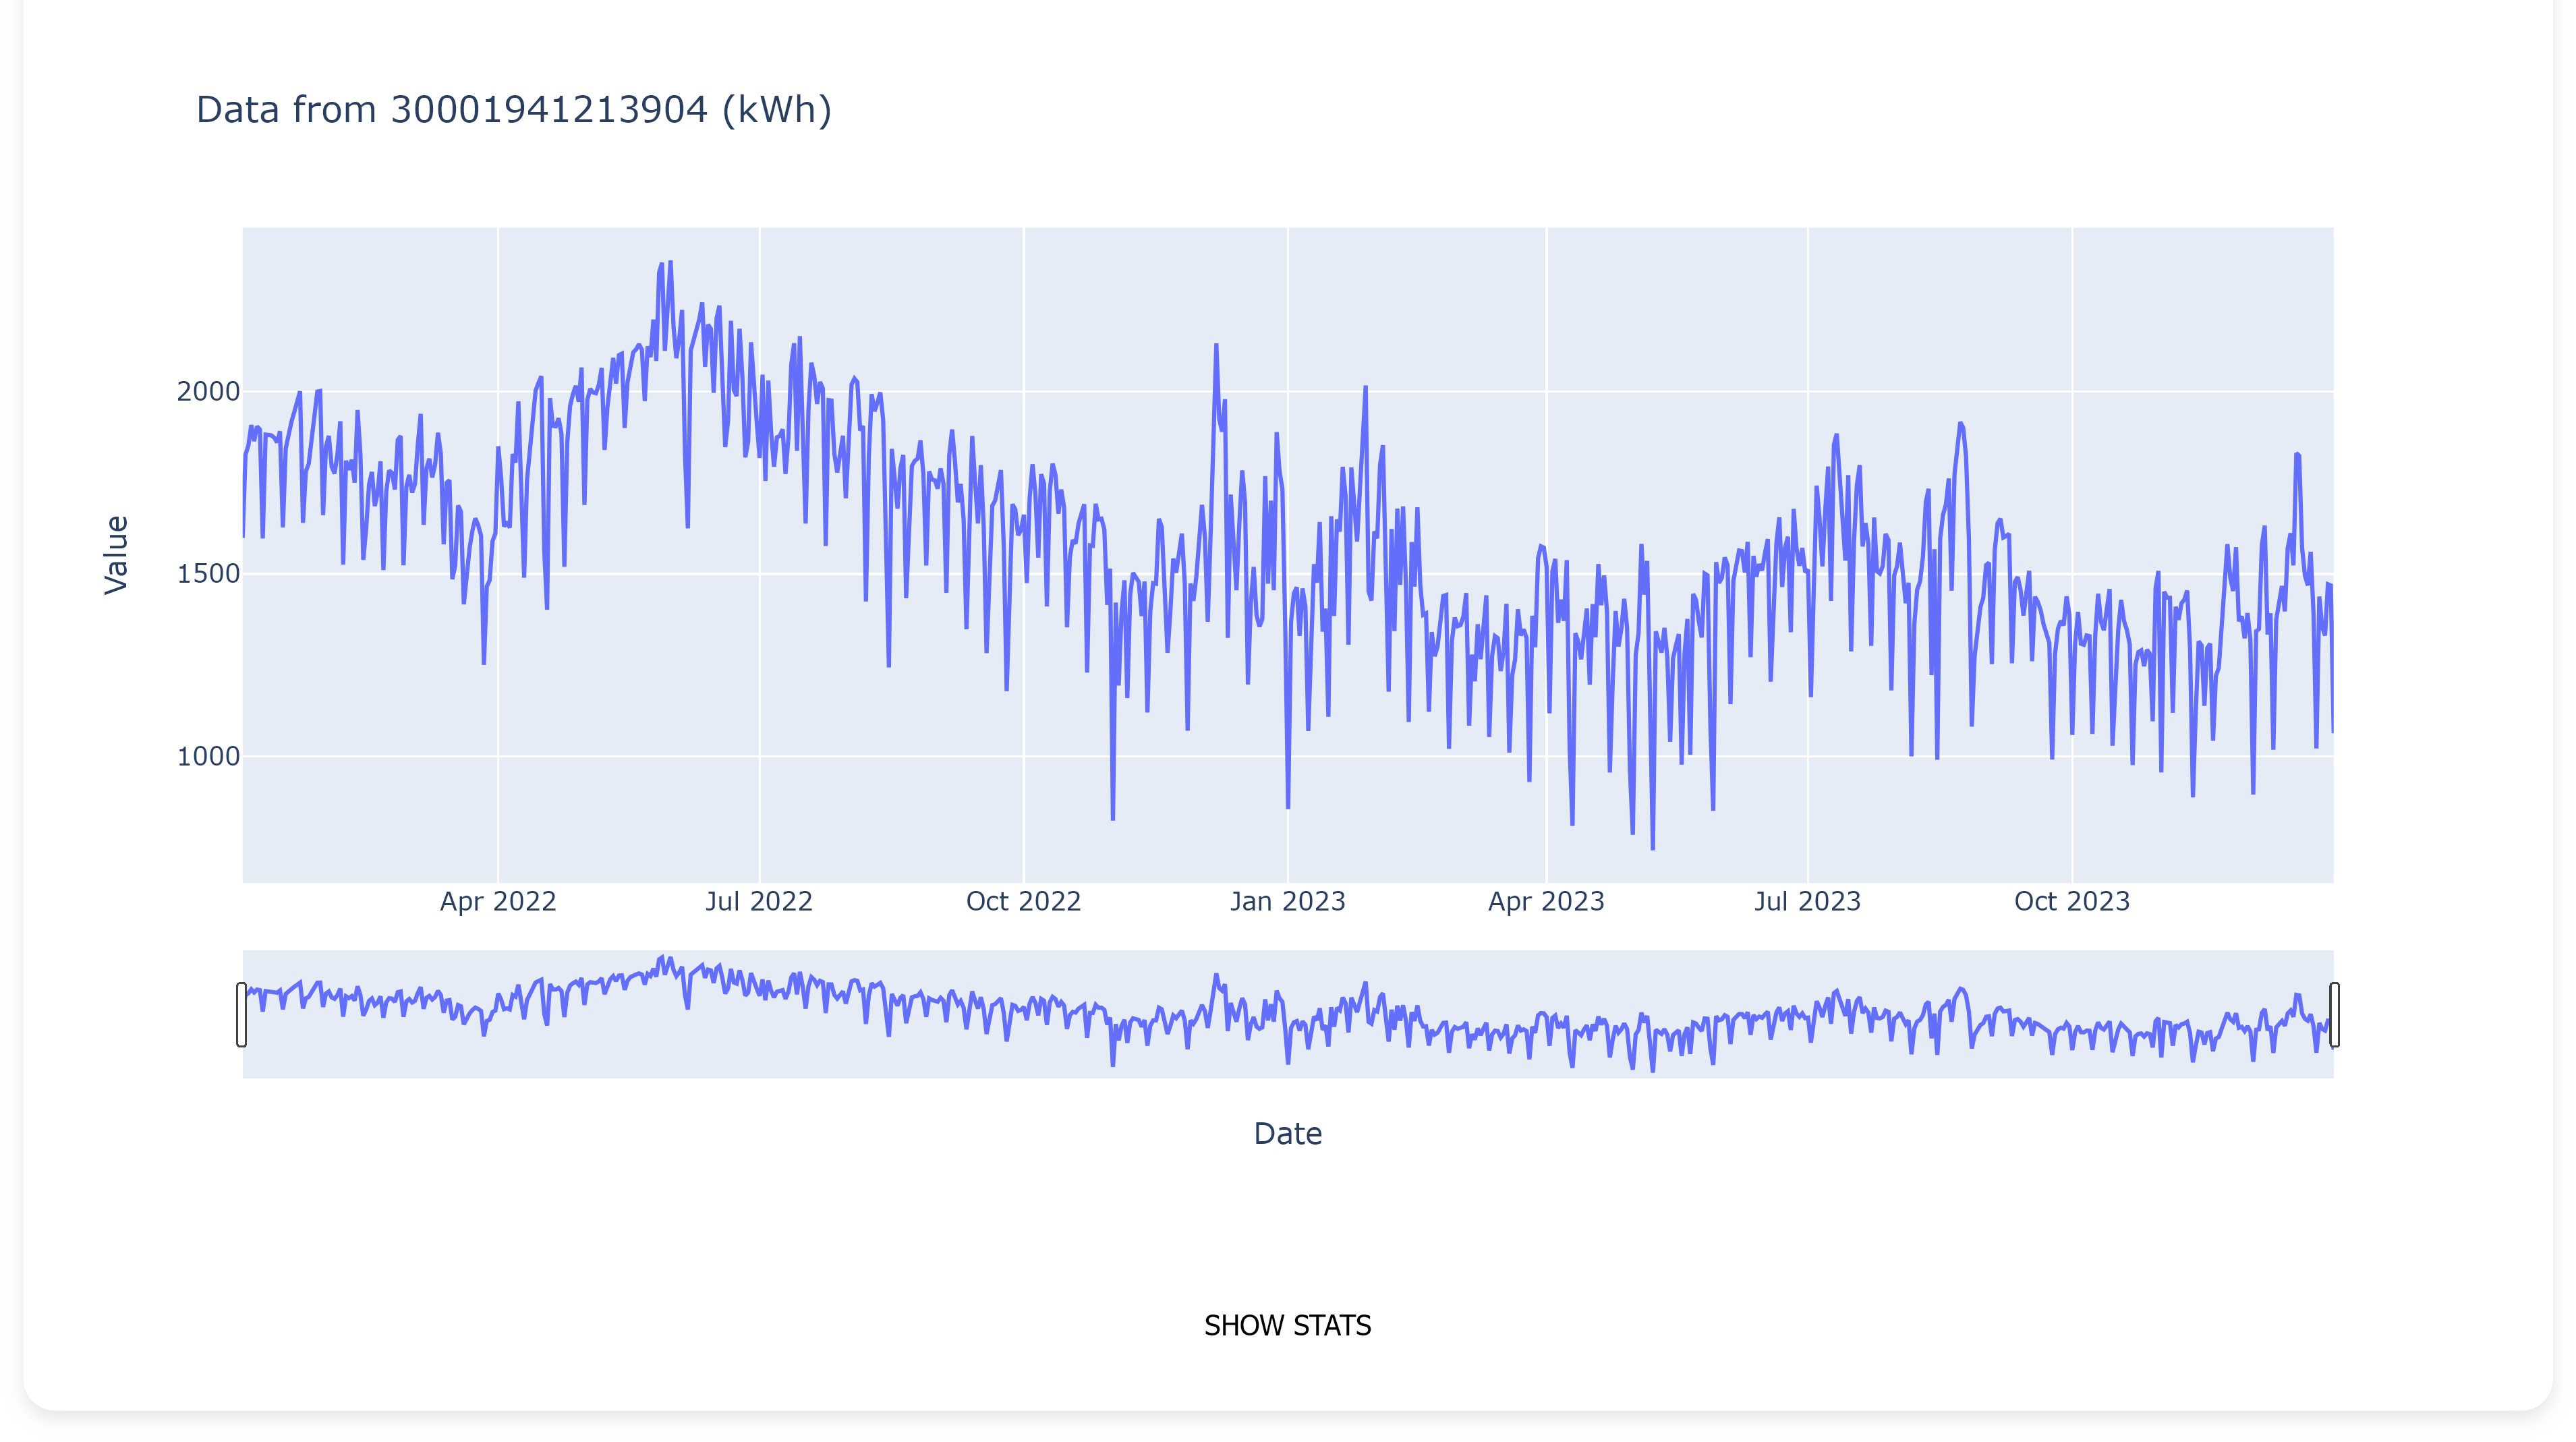 Data from 30001941213904 (kWh)
Value
2000
1500
1000
Apr 2022
Jul 2022
Oct 2022
Jan 2023
Apr 2023
Jul 2023
Oct 2023
Date
SHOW STATS